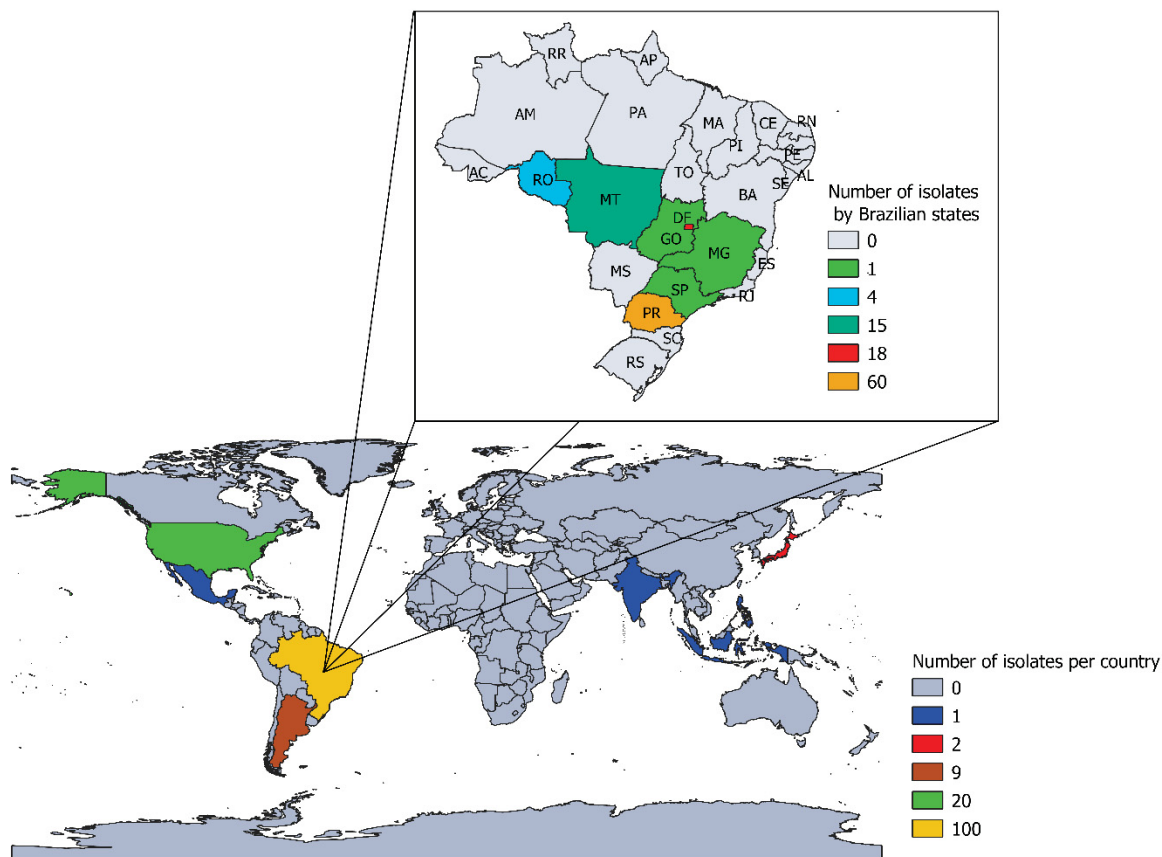 RR
AP
AM
PA
MA
CE
RN
PI
PE
AC
RO
TO
SE
AL
BA
MT
DF
GO
MG
MS
ES
SP
RJ
PR
SC
RS
Number of isolates
by Brazilian states
0
1
4
15
18
60
Number of isolates per country
0
1
2
9
20
100